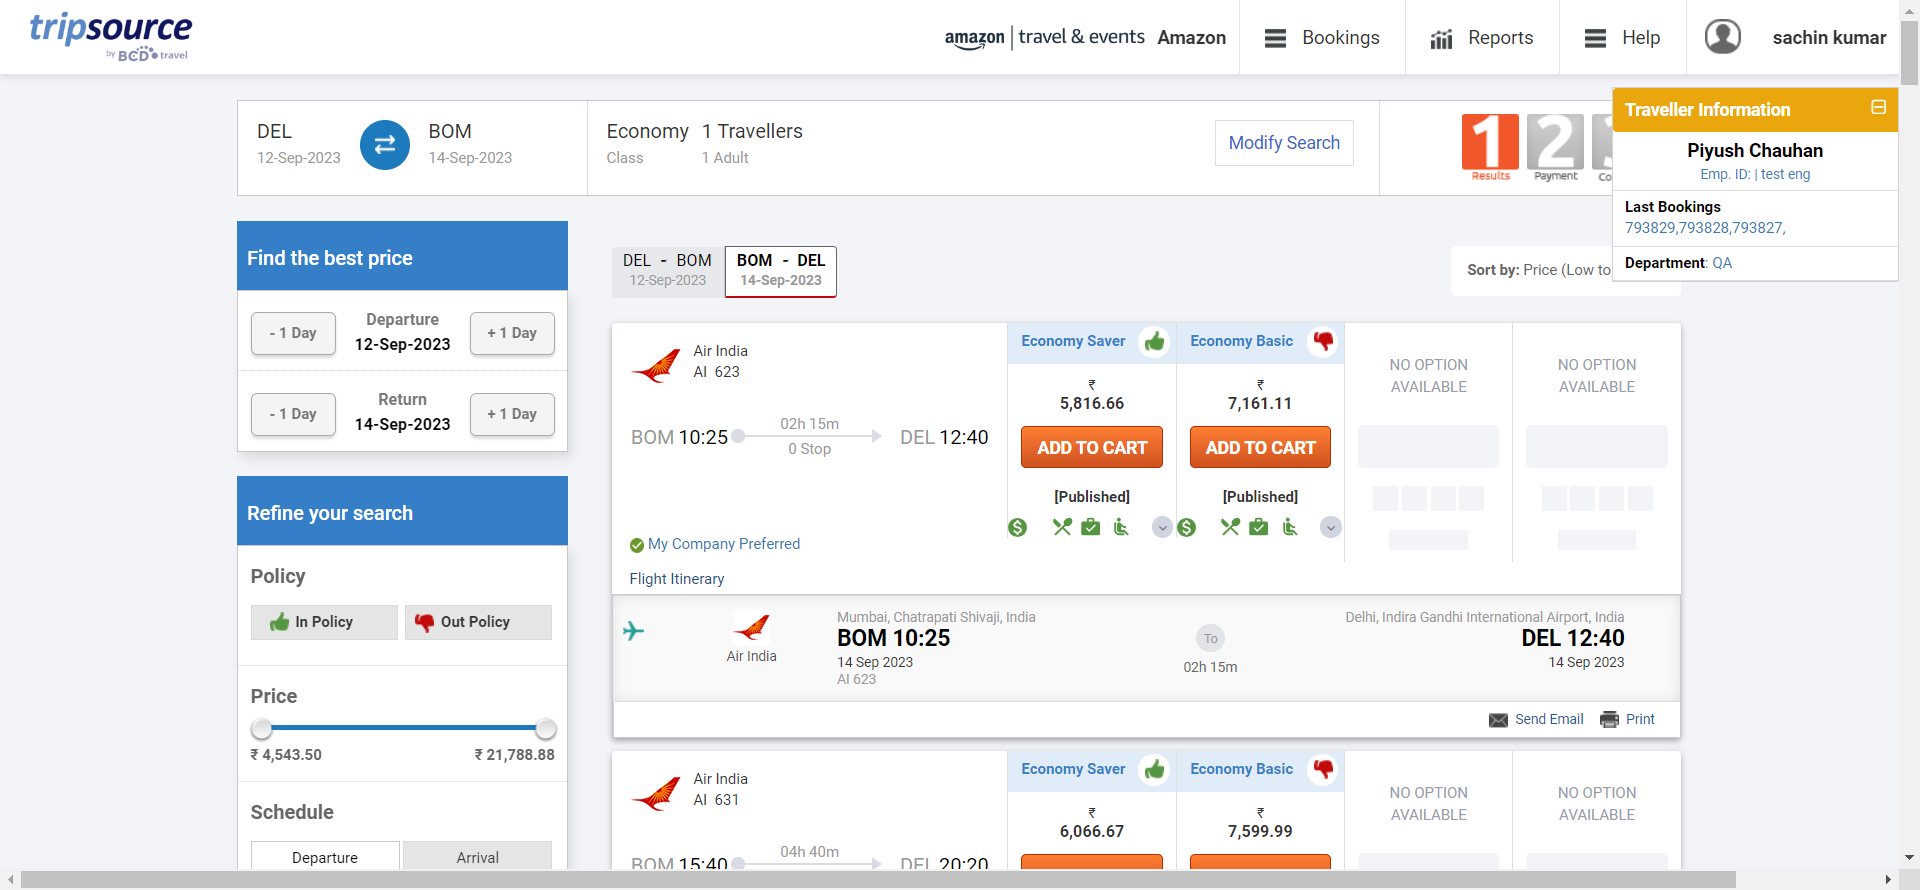 tripsource
by BCD travel
amazon | travel & events Amazon
Bookings
Reports
Help
sachin kumar
DEL
12-Sep-2023
BOM
14-Sep-2023
Economy
Class
1 Travellers
1 Adult
Modify Search
1
Results
2
Payment
Co
Traveller Information
Piyush Chauhan
Emp. ID: | test eng
Last Bookings
793829,793828,793827,
Department: QA
Find the best price
- 1 Day
Departure
12-Sep-2023
+ 1 Day
- 1 Day
Return
14-Sep-2023
+ 1 Day
Refine your search
Policy
In Policy
Out Policy
Price
₹ 4,543.50
₹ 21,788.88
Schedule
Departure
Arrival
DEL - BOM
12-Sep-2023
BOM - DEL
14-Sep-2023
Sort by: Price (Low to
Air India
AI 623
BOM 10:25
02h 15m
0 Stop
DEL 12:40
My Company Preferred
Flight Itinerary
Economy Saver
₹
5,816.66
ADD TO CART
[Published]
Economy Basic
₹
7,161.11
ADD TO CART
[Published]
NO OPTION
AVAILABLE
NO OPTION
AVAILABLE
Air India
Mumbai, Chatrapati Shivaji, India
BOM 10:25
14 Sep 2023
AI 623
To
02h 15m
Delhi, Indira Gandhi International Airport, India
DEL 12:40
14 Sep 2023
Send Email
Print
Air India
AI 631
BOM 15:40
04h 40m
DEL 20:20
Economy Saver
₹
6,066.67
Economy Basic
₹
7,599.99
NO OPTION
AVAILABLE
NO OPTION
AVAILABLE